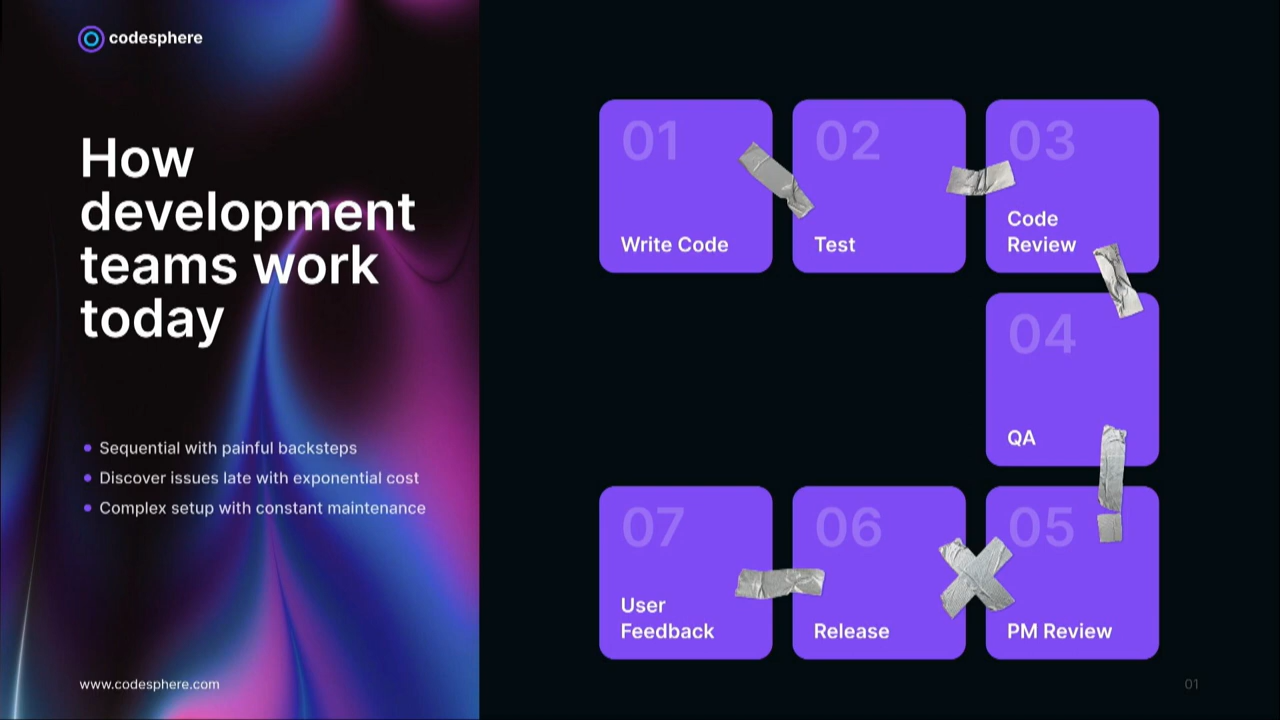 codesphere
How
development
teams work
today
Sequential with painful backsteps
Discover issues late with exponential cost
Complex setup with constant maintenance
www.codesphere.com
01
Write Code
02
Test
03
Code
Review
04
QA
05
PM Review
06
Release
07
User
Feedback
01